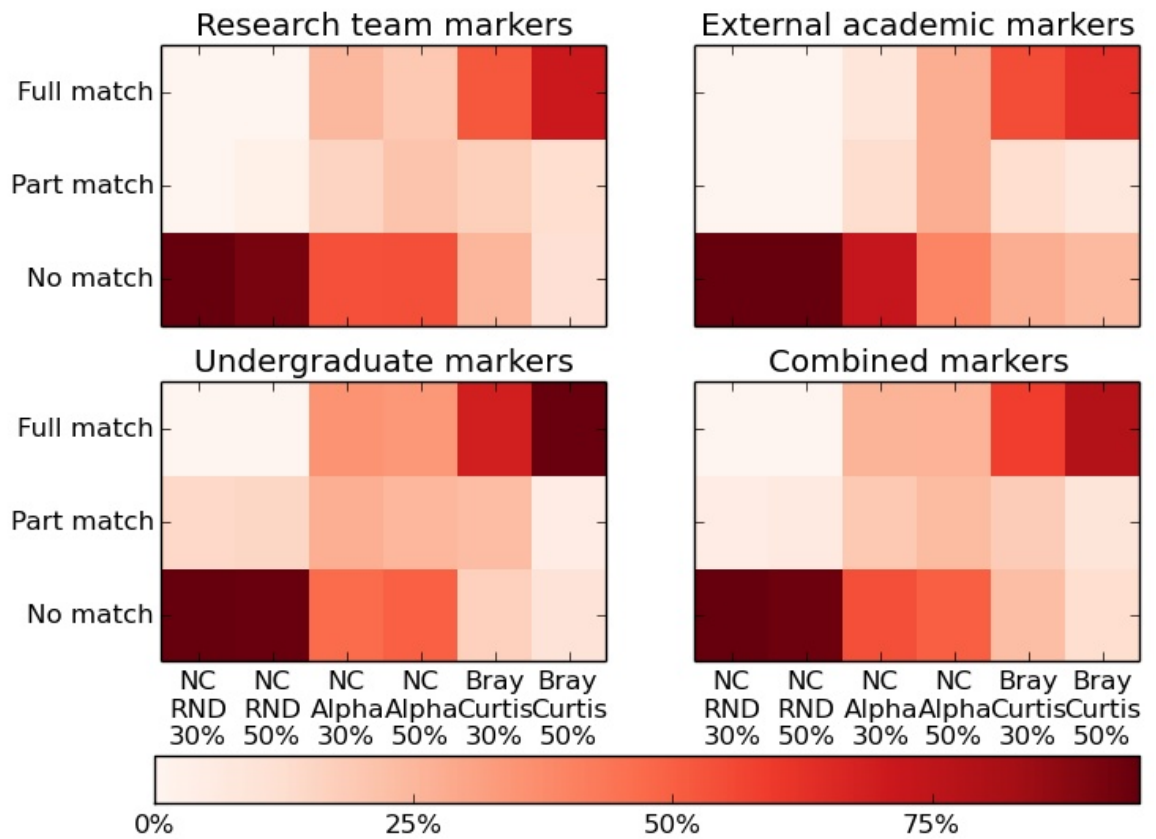 Research team markers
External academic markers
Full match
Part match
No match
Undergraduate markers
Combined markers
Full match
Part match
No match
NC NC NC NC Bray Bray
RND RND Alpha Alpha Curtis Curtis
30% 50% 30% 50% 30% 50%
NC NC NC NC Bray Bray
RND RND Alpha Alpha Curtis Curtis
30% 50% 30% 50% 30% 50%
0% 25% 50% 75%